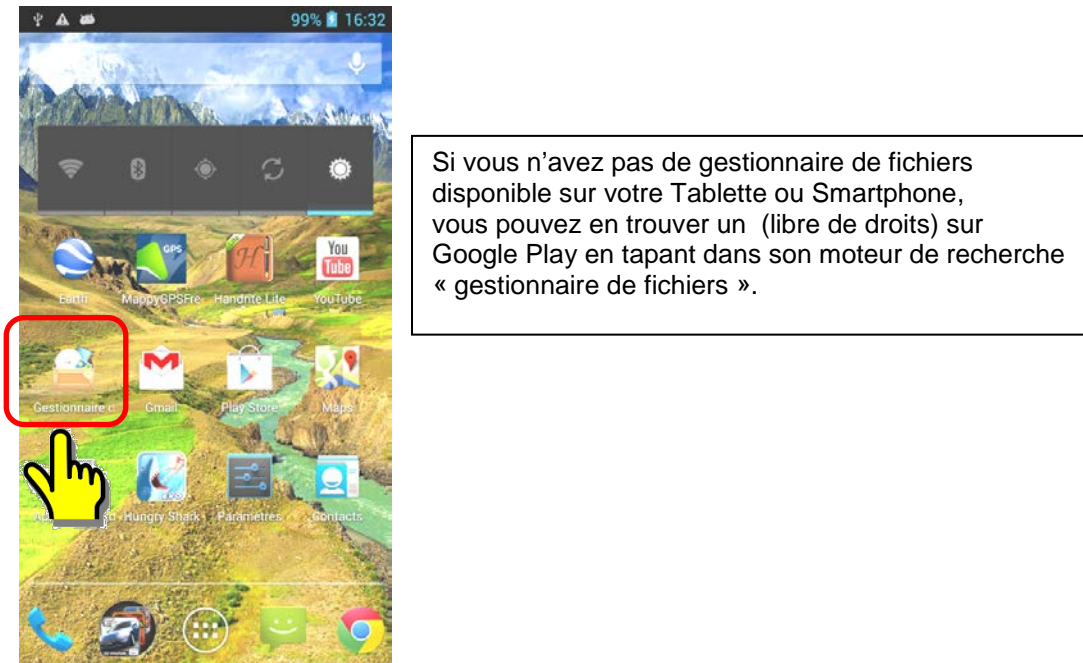 99% 16:32
Si vous n’avez pas de gestionnaire de fichiers
disponible sur votre Tablette ou Smartphone,
vous pouvez en trouver un (libre de droits) sur
Google Play en tapant dans son moteur de recherche
« gestionnaire de fichiers ».
GPS
H
You
Tube
Earth MappyGPSFre Handrite Lite YouTube
Gestionnaire d Gmail Play Store Maps
Hungry Shark Paramètres Contacts